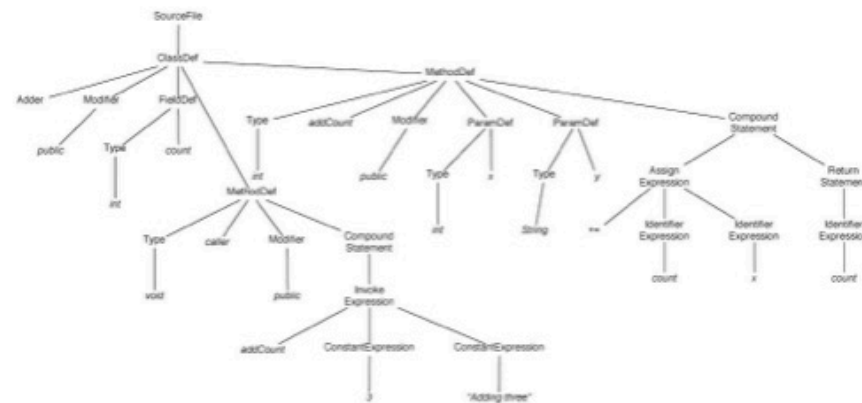 SourceFile
ClassDef
MethodDef
Adder
Modifier
FieldDef
public
Type
count
int
Type
int
addCount
Modifier
public
ParamDef
Type
int
x
ParamDef
Type
String
y
Compound
Statement
Assign
Expression
+=
Identifier
Expression
count
Identifier
Expression
x
Return
Statement
Identifier
Expression
count
MethodDef
Type
void
caller
Modifier
public
Compound
Statement
Invoke
Expression
addCount
ConstantExpression
3
ConstantExpression
"Adding three"